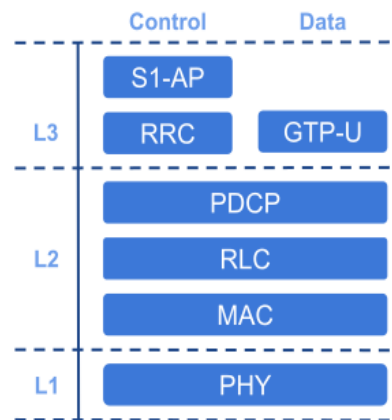 Control Data
S1-AP
L3 RRC GTP-U
PDCP
L2 RLC
MAC
L1 PHY